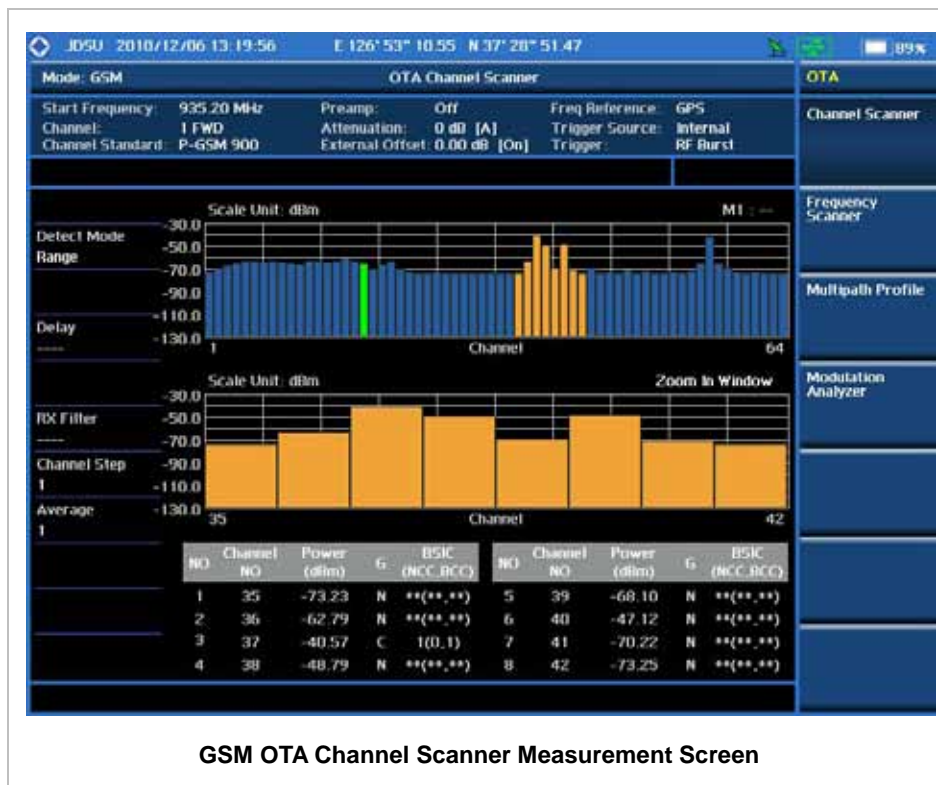 JDSU 2010/12/06 13:19:56 E 126° 53" 10.55 N 37° 28" 51.47 89%
Mode: GSM OTA Channel Scanner OTA
Start Frequency: 935.20 MHz Preamp: Off Freq Reference: GPS
Channel: 1 FWD Attenuation: 0 dB [A] Trigger Source: Internal
Channel Standard: P-GSM 900 External Offset: 0.00 dB [On] Trigger: RF Burst
Channel Scanner
Frequency Scanner
Multipath Profile
Modulation Analyzer
Detect Mode
Range
Delay
----
RX Filter
----
Channel Step
1
Average
1
Scale Unit: dBm M1 : --
-30.0
-50.0
-70.0
-90.0
-110.0
-130.0
1 Channel 64
Scale Unit: dBm Zoom In Window
-30.0
-50.0
-70.0
-90.0
-110.0
-130.0
35 Channel 42
NO Channel NO Power (dBm) G BSIC (NCC,BCC) NO Channel NO Power (dBm) G BSIC (NCC,BCC)
1 35 -73.23 N **(**,**) 5 39 -68.10 N **(**,**)
2 36 -62.79 N **(**,**) 6 40 -47.12 N **(**,**)
3 37 -40.57 C 1(0,1) 7 41 -70.22 N **(**,**)
4 38 -48.79 N **(**,**) 8 42 -73.25 N **(**,**)
GSM OTA Channel Scanner Measurement Screen